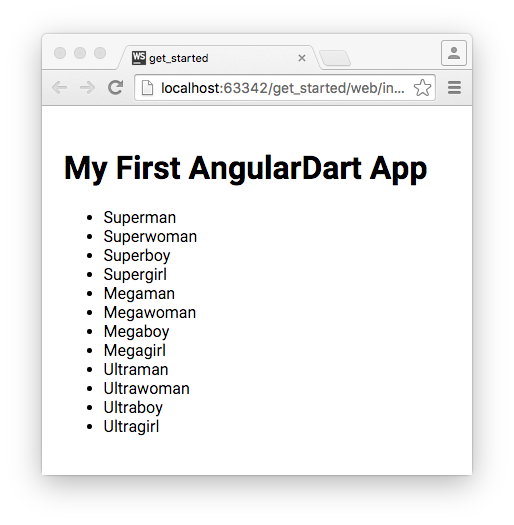 WS get_started
localhost:63342/get_started/web/in...
My First AngularDart App
• Superman
• Superwoman
• Superboy
• Supergirl
• Megaman
• Megawoman
• Megaboy
• Megagirl
• Ultraman
• Ultrawoman
• Ultraboy
• Ultragirl